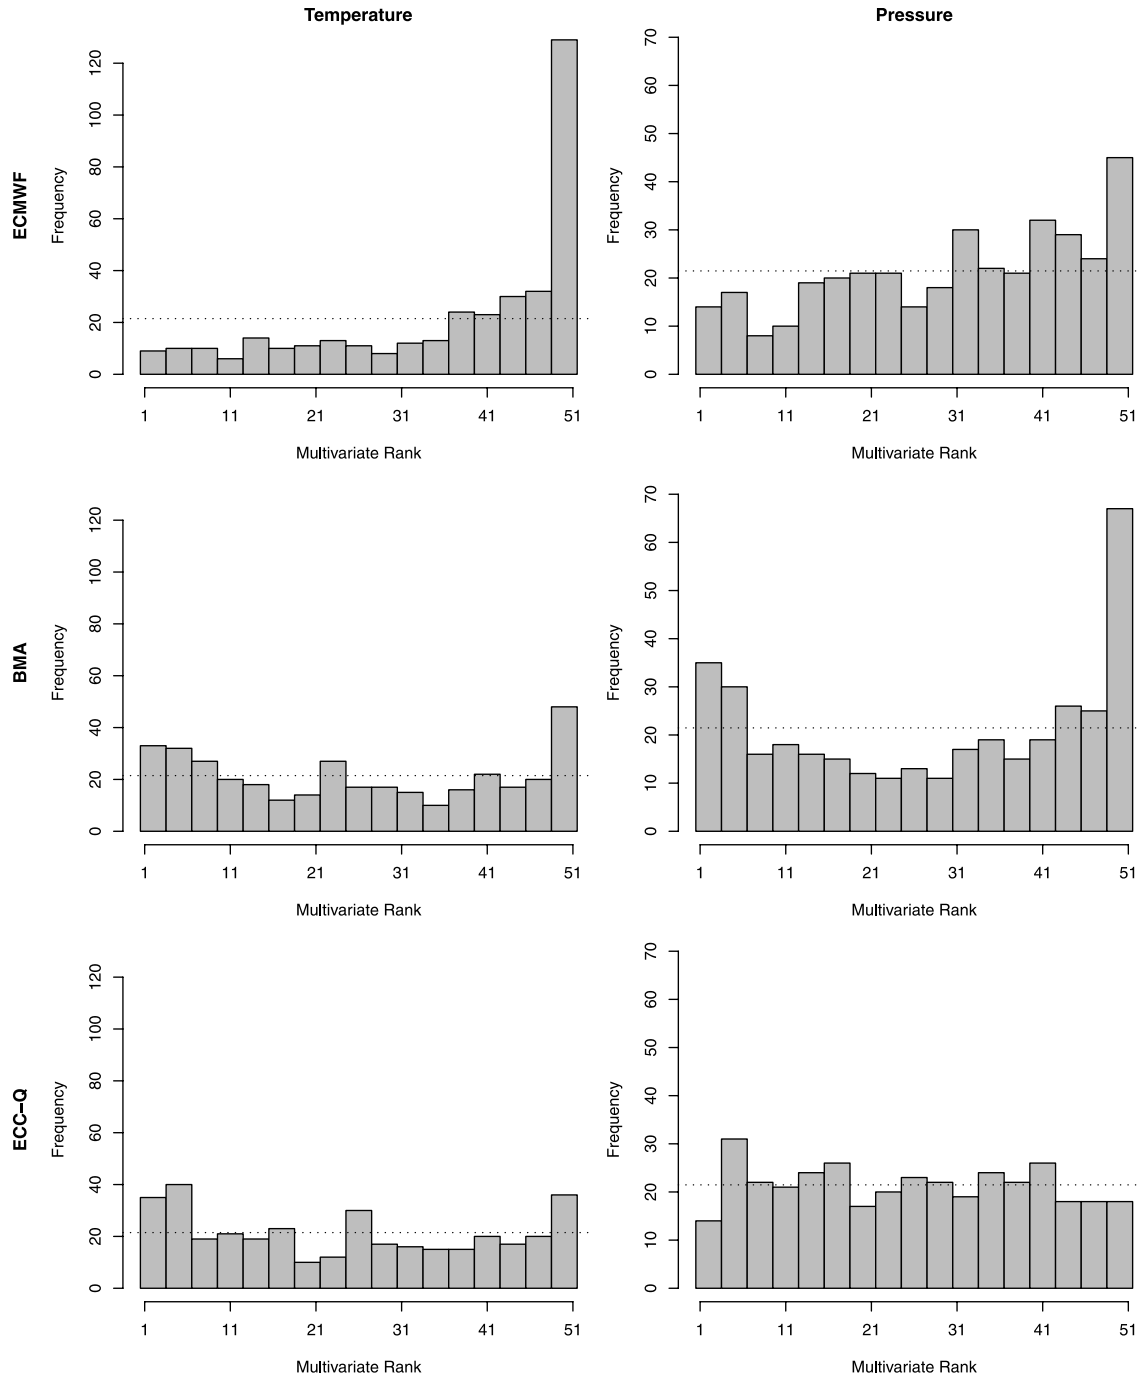 Temperature
Pressure
ECMWF
Frequency
0 20 40 60 80 100 120
1 11 21 31 41 51
Multivariate Rank
Frequency
0 10 20 30 40 50 60 70
1 11 21 31 41 51
Multivariate Rank
BMA
Frequency
0 20 40 60 80 100 120
1 11 21 31 41 51
Multivariate Rank
Frequency
0 10 20 30 40 50 60 70
1 11 21 31 41 51
Multivariate Rank
ECC-Q
Frequency
0 20 40 60 80 100 120
1 11 21 31 41 51
Multivariate Rank
Frequency
0 10 20 30 40 50 60 70
1 11 21 31 41 51
Multivariate Rank